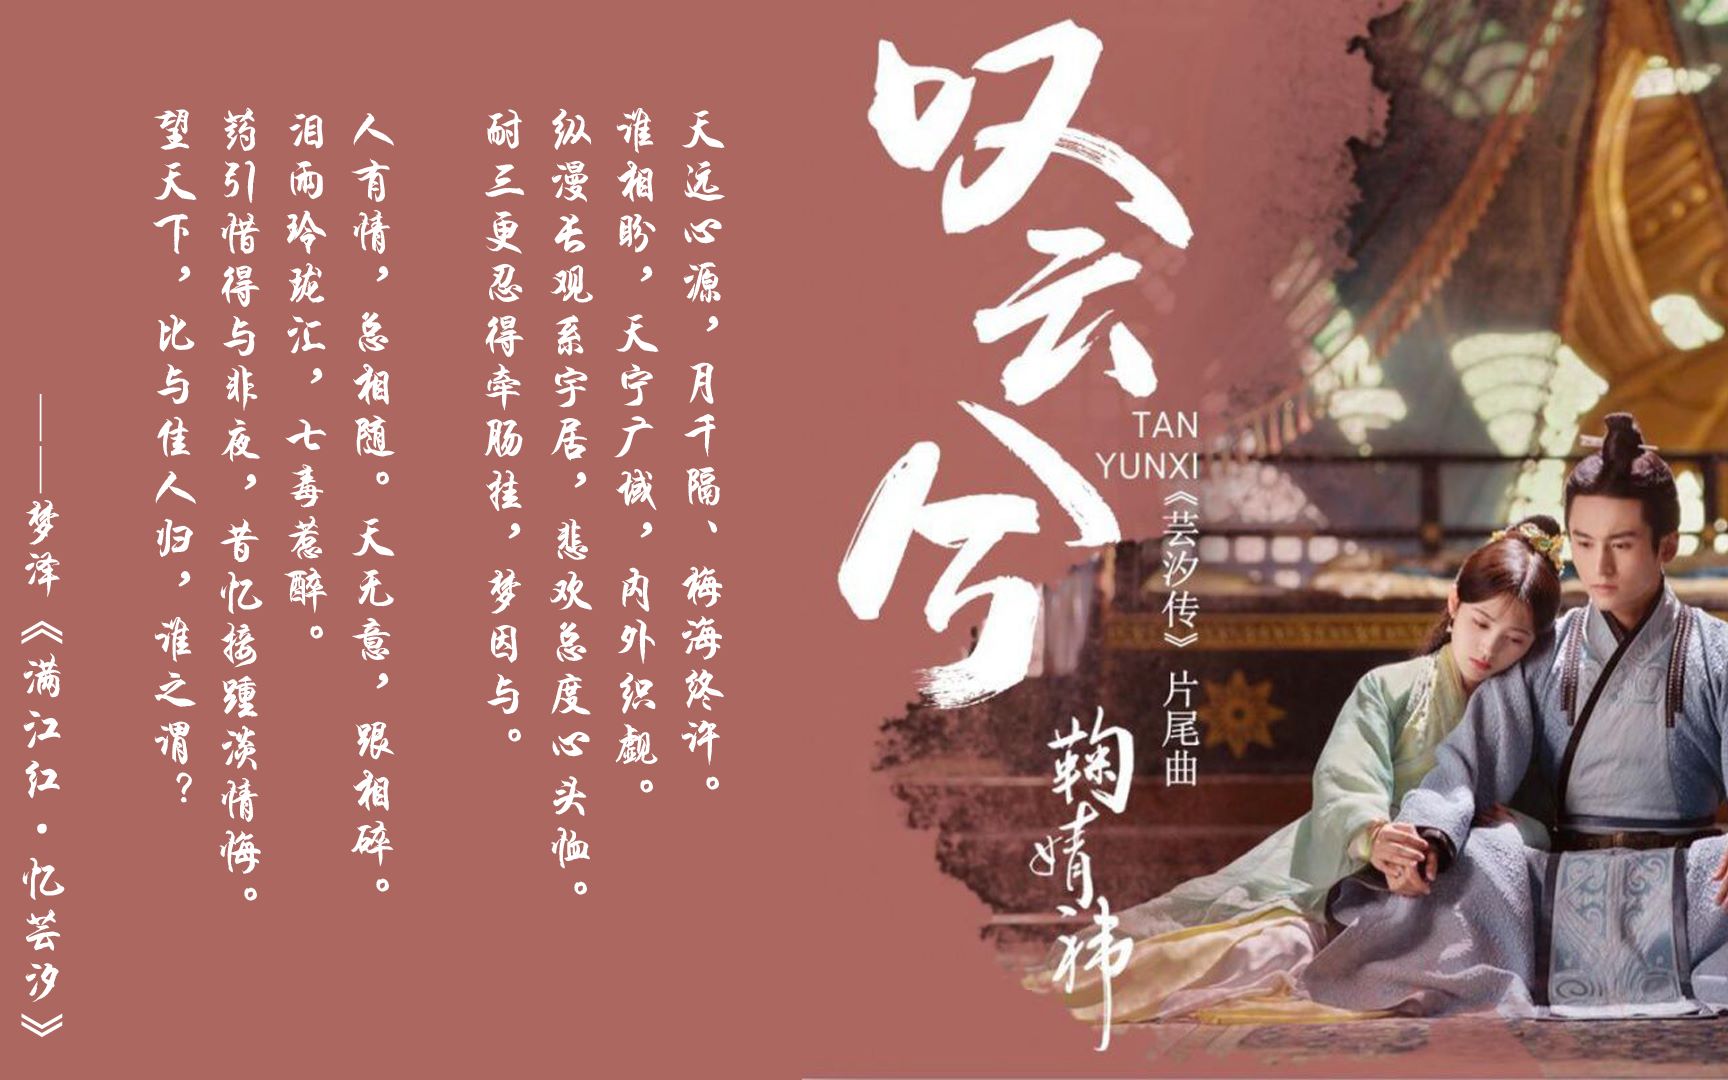 叹云兮
TAN
YUNXI
《芸汐传》片尾曲
鞠婧祎
天远心源，月千隔、梅海终许。
谁相盼，天宁广域，内外织觑。
纵漫长观系宇居，悲欢总度心头恤。
耐三更忍得牵肠挂，梦因与。
人有情，总相随。天无意，跟相碎。
泪雨玲珑汇，七毒惹醉。
药引惜得与非夜，昔忆接踵淡情悔。
望天下，比与佳人归，谁之谓？
——梦泽《满江红·忆芸汐》